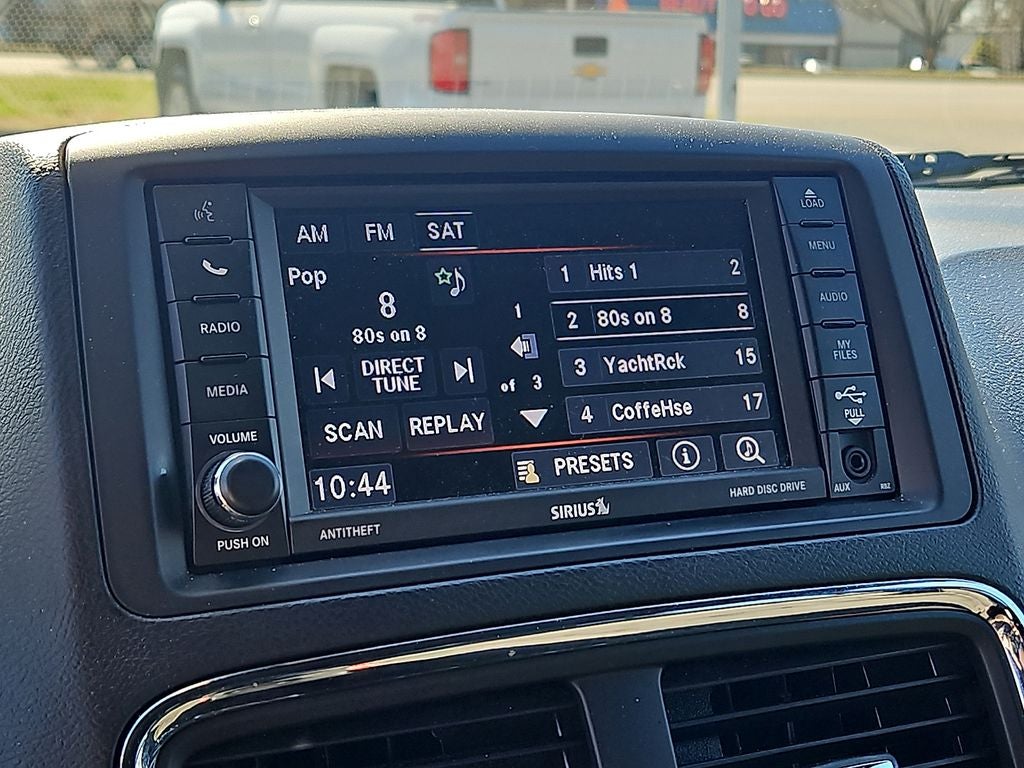 LOAD
AM FM SAT
MENU
Pop
1 Hits 1 2
8
1
2 80s on 8 8
AUDIO
80s on 8
RADIO
DIRECT
TUNE
of 3
3 YachtRck 15
MY
FILES
MEDIA
SCAN REPLAY
4 CoffeHse 17
PULL
VOLUME
10:44
PRESETS
AUX RBZ
PUSH ON
ANTITHEFT
SIRIUS
HARD DISC DRIVE